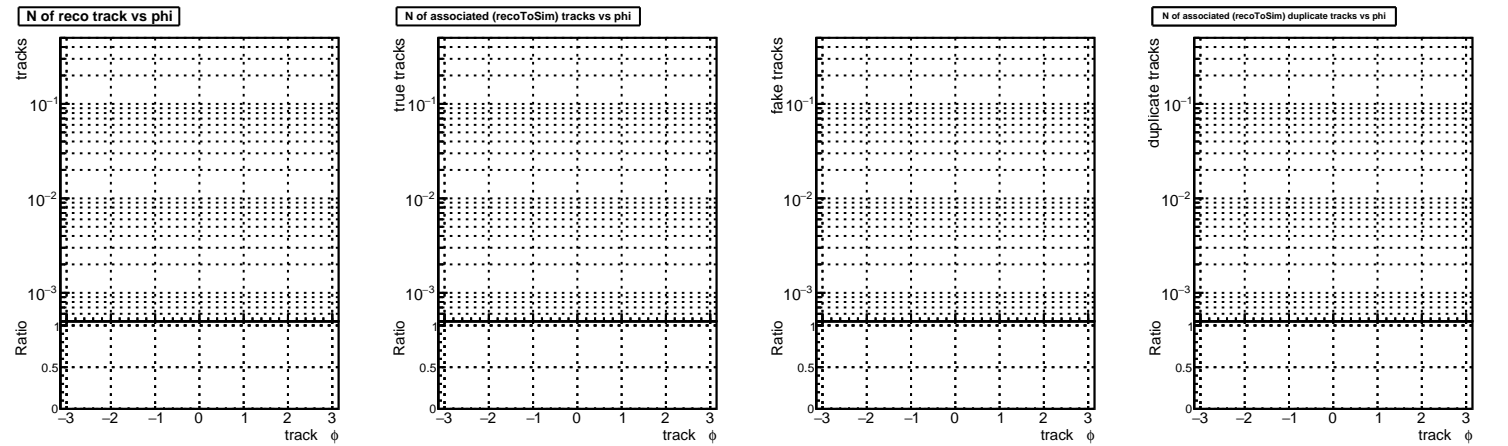 N of reco track vs phi
tracks
10⁻¹
10⁻²
10⁻³
Ratio
1
0.5
0
−3 −2 −1 0 1 2 3
track ϕ
N of associated (recoToSim) tracks vs phi
true tracks
10⁻¹
10⁻²
10⁻³
Ratio
1
0.5
0
−3 −2 −1 0 1 2 3
track ϕ
fake tracks
10⁻¹
10⁻²
10⁻³
Ratio
1
0.5
0
−3 −2 −1 0 1 2 3
track ϕ
N of associated (recoToSim) duplicate tracks vs phi
duplicate tracks
10⁻¹
10⁻²
10⁻³
Ratio
1
0.5
0
−3 −2 −1 0 1 2 3
track ϕ